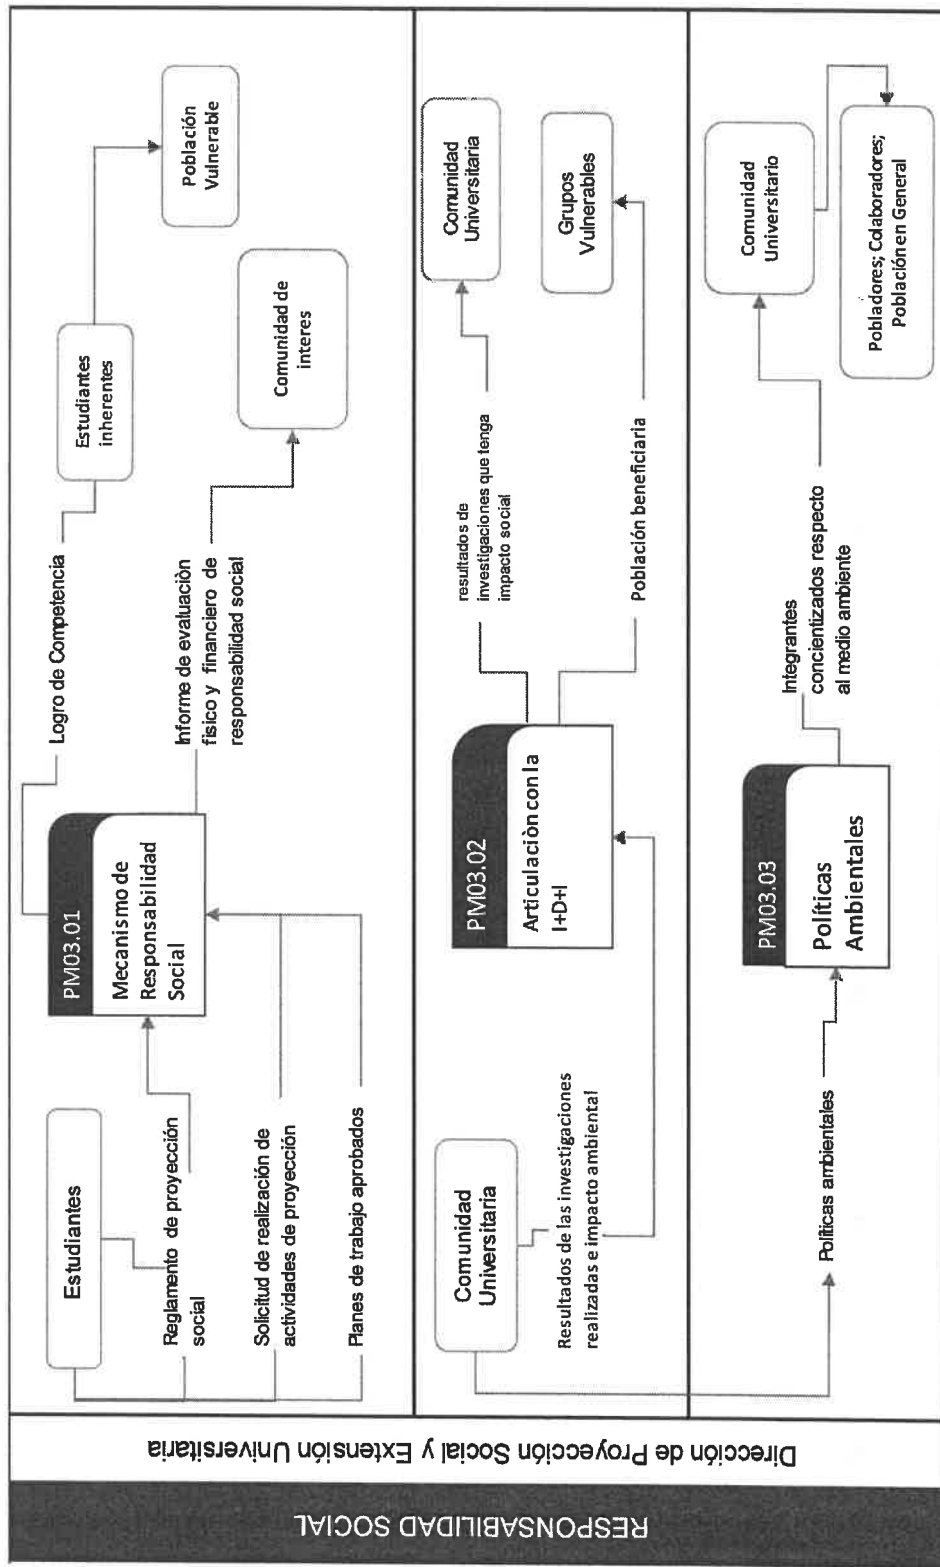 RESPONSABILIDAD SOCIAL
Dirección de Proyección Social y Extensión Universitaria
Estudiantes
Reglamento de proyección
social
Solicitud de realización de
actividades de proyección
Planes de trabajo aprobados
PM03.01
Mecanismo de
Responsabilidad
Social
Logro de Competencia
Informe de evaluaciòn
físico y financiero de
responsabilidad social
Estudiantes
inherentes
Población
Vulnerable
Comunidad de
interes
Comunidad
Universitaria
Resultados de las investigaciones
realizadas e impacto ambiental
PM03.02
Articulaciòn con la
I+D+I
resultados de
investigaciones que tenga
impacto social
Población beneficiaria
Comunidad
Universitaria
Grupos
Vulnerables
Políticas ambientales
PM03.03
Políticas
Ambientales
Integrantes
concientizados respecto
al medio ambiente
Comunidad
Universitario
Pobladores; Colaboradores;
Población en General